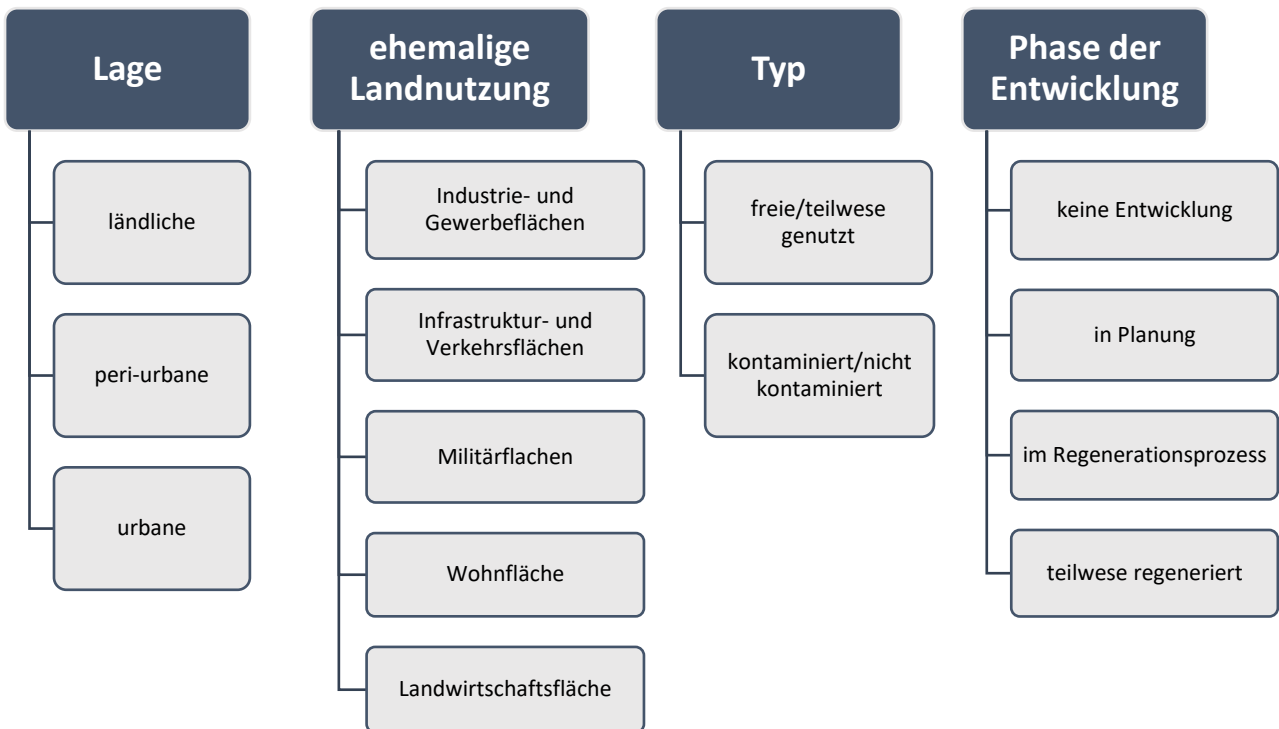 Lage
ländliche
peri-urbane
urbane
ehemalige
Landnutzung
Industrie- und
Gewerbeflächen
Infrastruktur- und
Verkehrsflächen
Militärflachen
Wohnfläche
Landwirtschaftsfläche
Typ
freie/teilwese
genutzt
kontaminiert/nicht
kontaminiert
Phase der
Entwicklung
keine Entwicklung
in Planung
im Regenerationsprozess
teilwese regeneriert